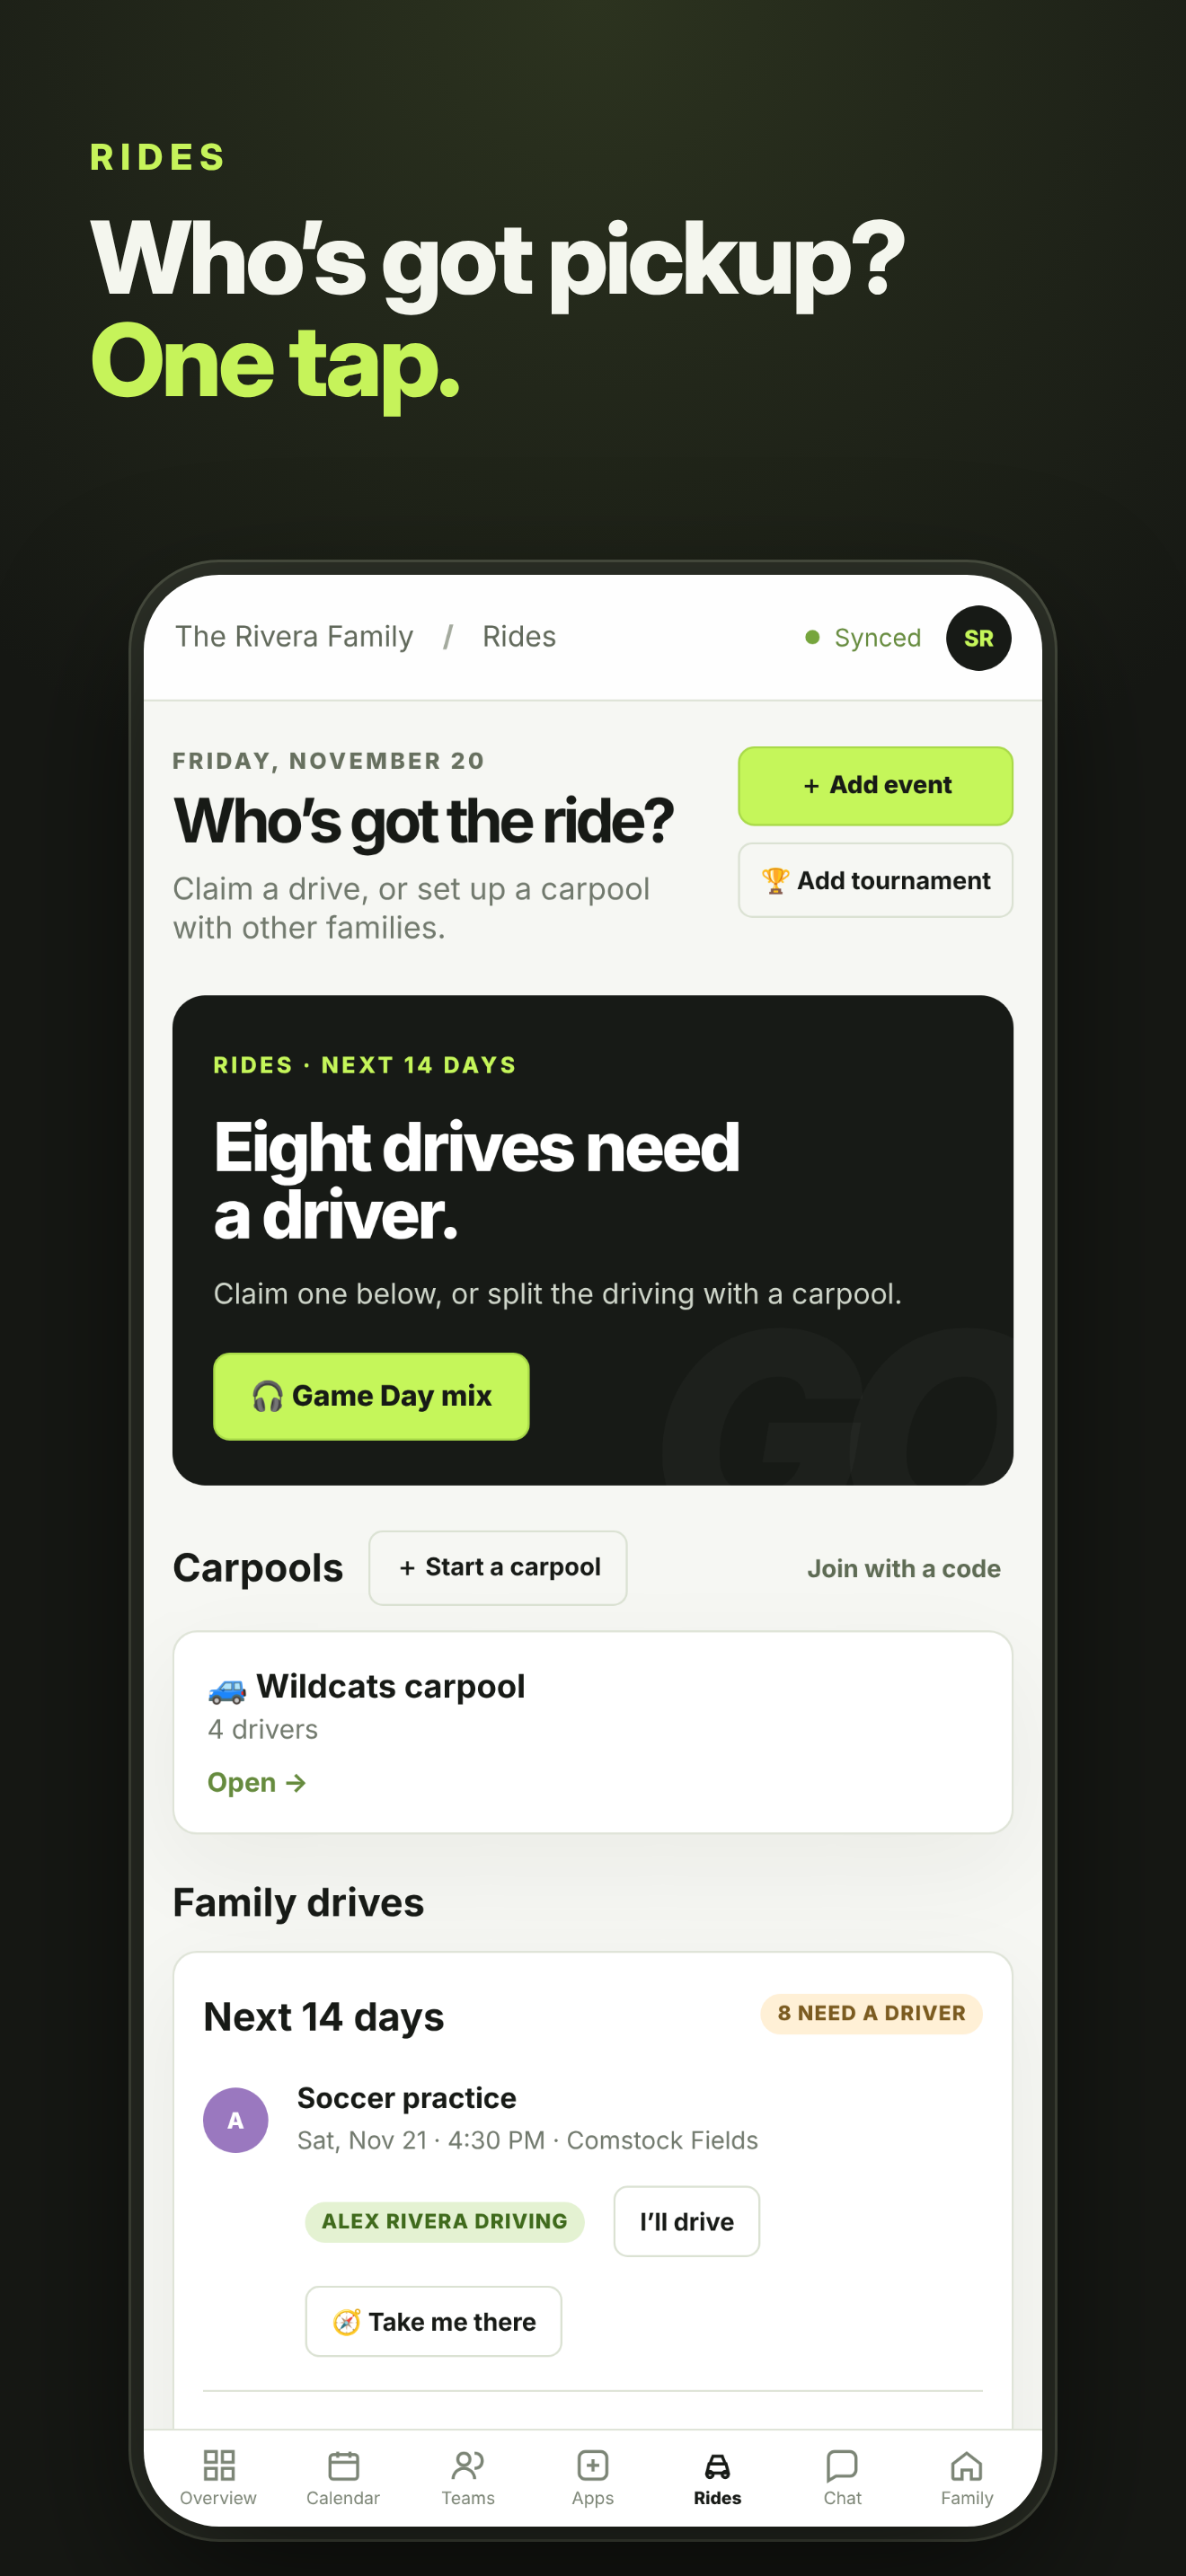 RIDES
Who's got pickup?
One tap.
The Rivera Family / Rides
Synced
SR
FRIDAY, NOVEMBER 20
Who's got the ride?
Claim a drive, or set up a carpool
with other families.
+ Add event
🏆 Add tournament
RIDES · NEXT 14 DAYS
Eight drives need
a driver.
Claim one below, or split the driving with a carpool.
🎧 Game Day mix
GO
Carpools
+ Start a carpool
Join with a code
🚙 Wildcats carpool
4 drivers
Open →
Family drives
Next 14 days
8 NEED A DRIVER
A
Soccer practice
Sat, Nov 21 · 4:30 PM · Comstock Fields
ALEX RIVERA DRIVING
I'll drive
🧭 Take me there
Overview
Calendar
Teams
Apps
Rides
Chat
Family